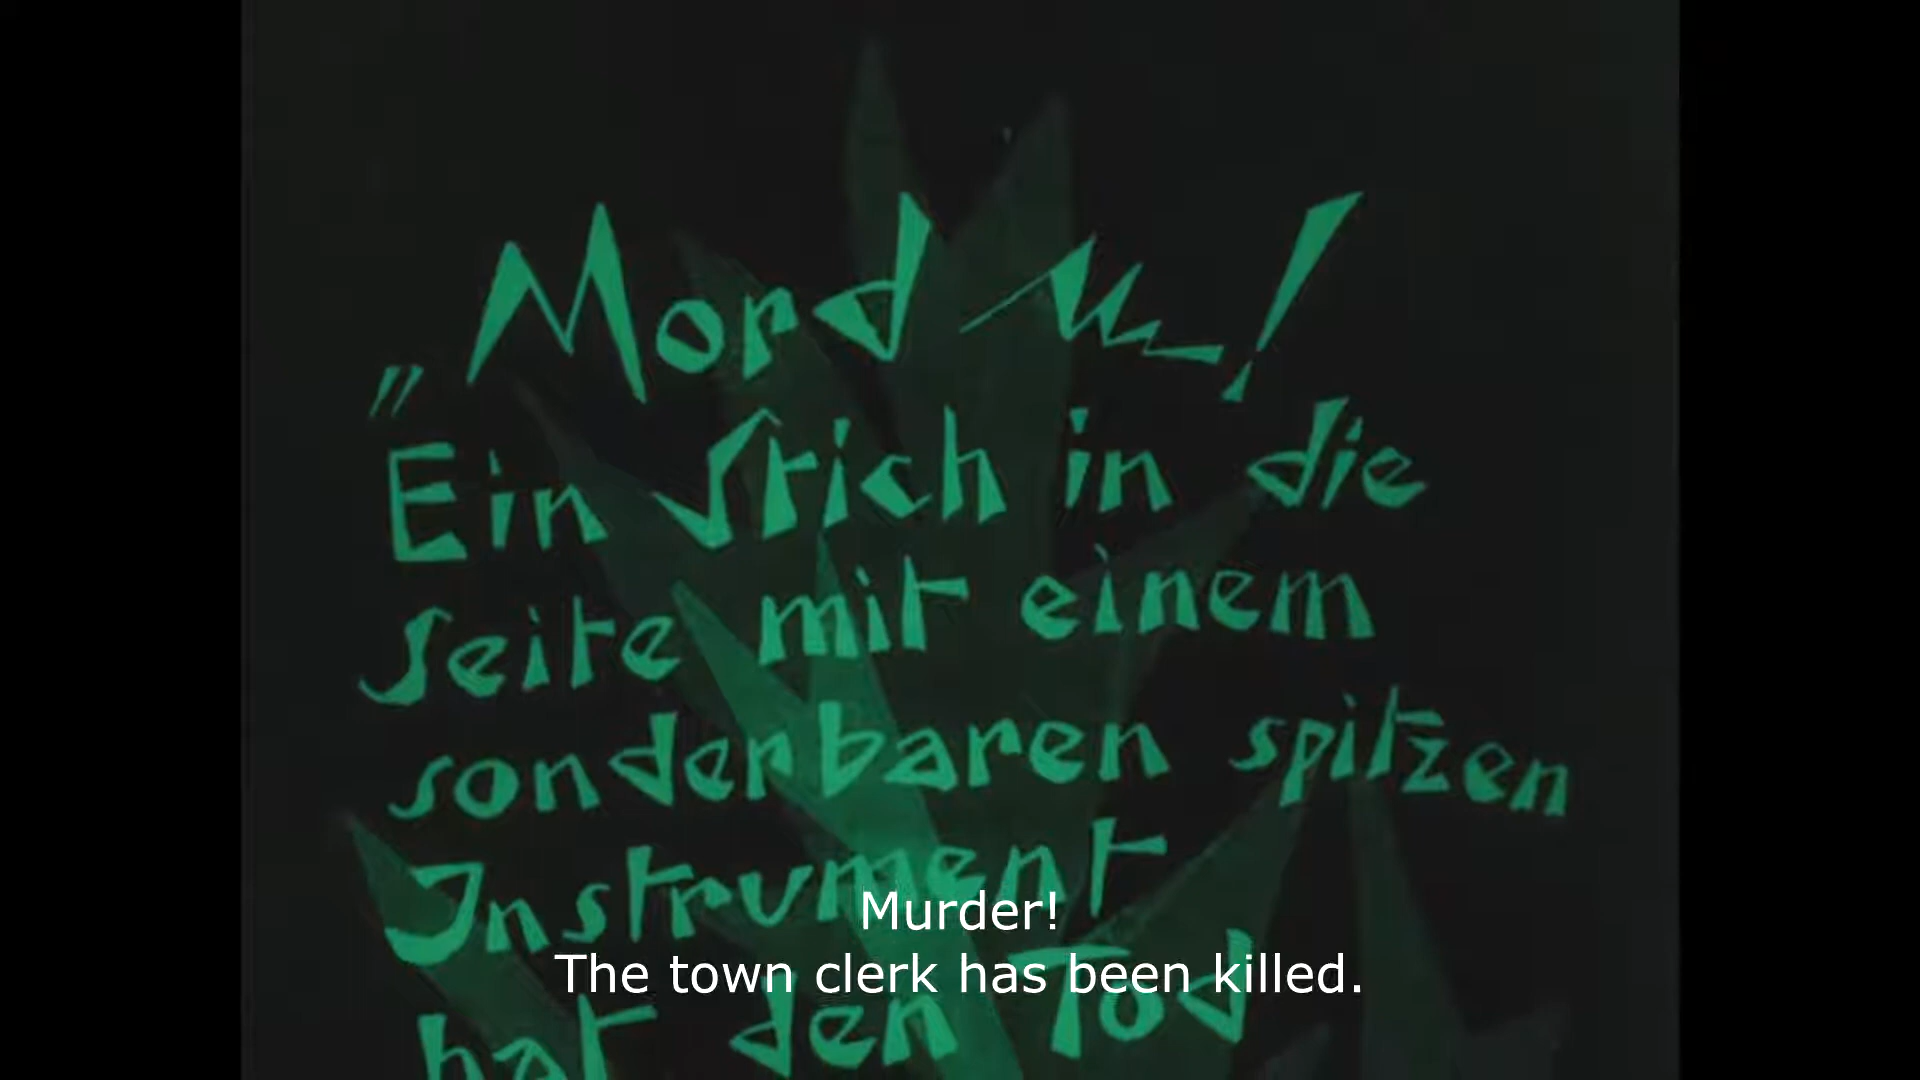 „Mord!
Ein Stich in die
Seite mit einem
sonderbaren spitzen
Instrument
Murder!
The town clerk has been killed.
hat den Tod